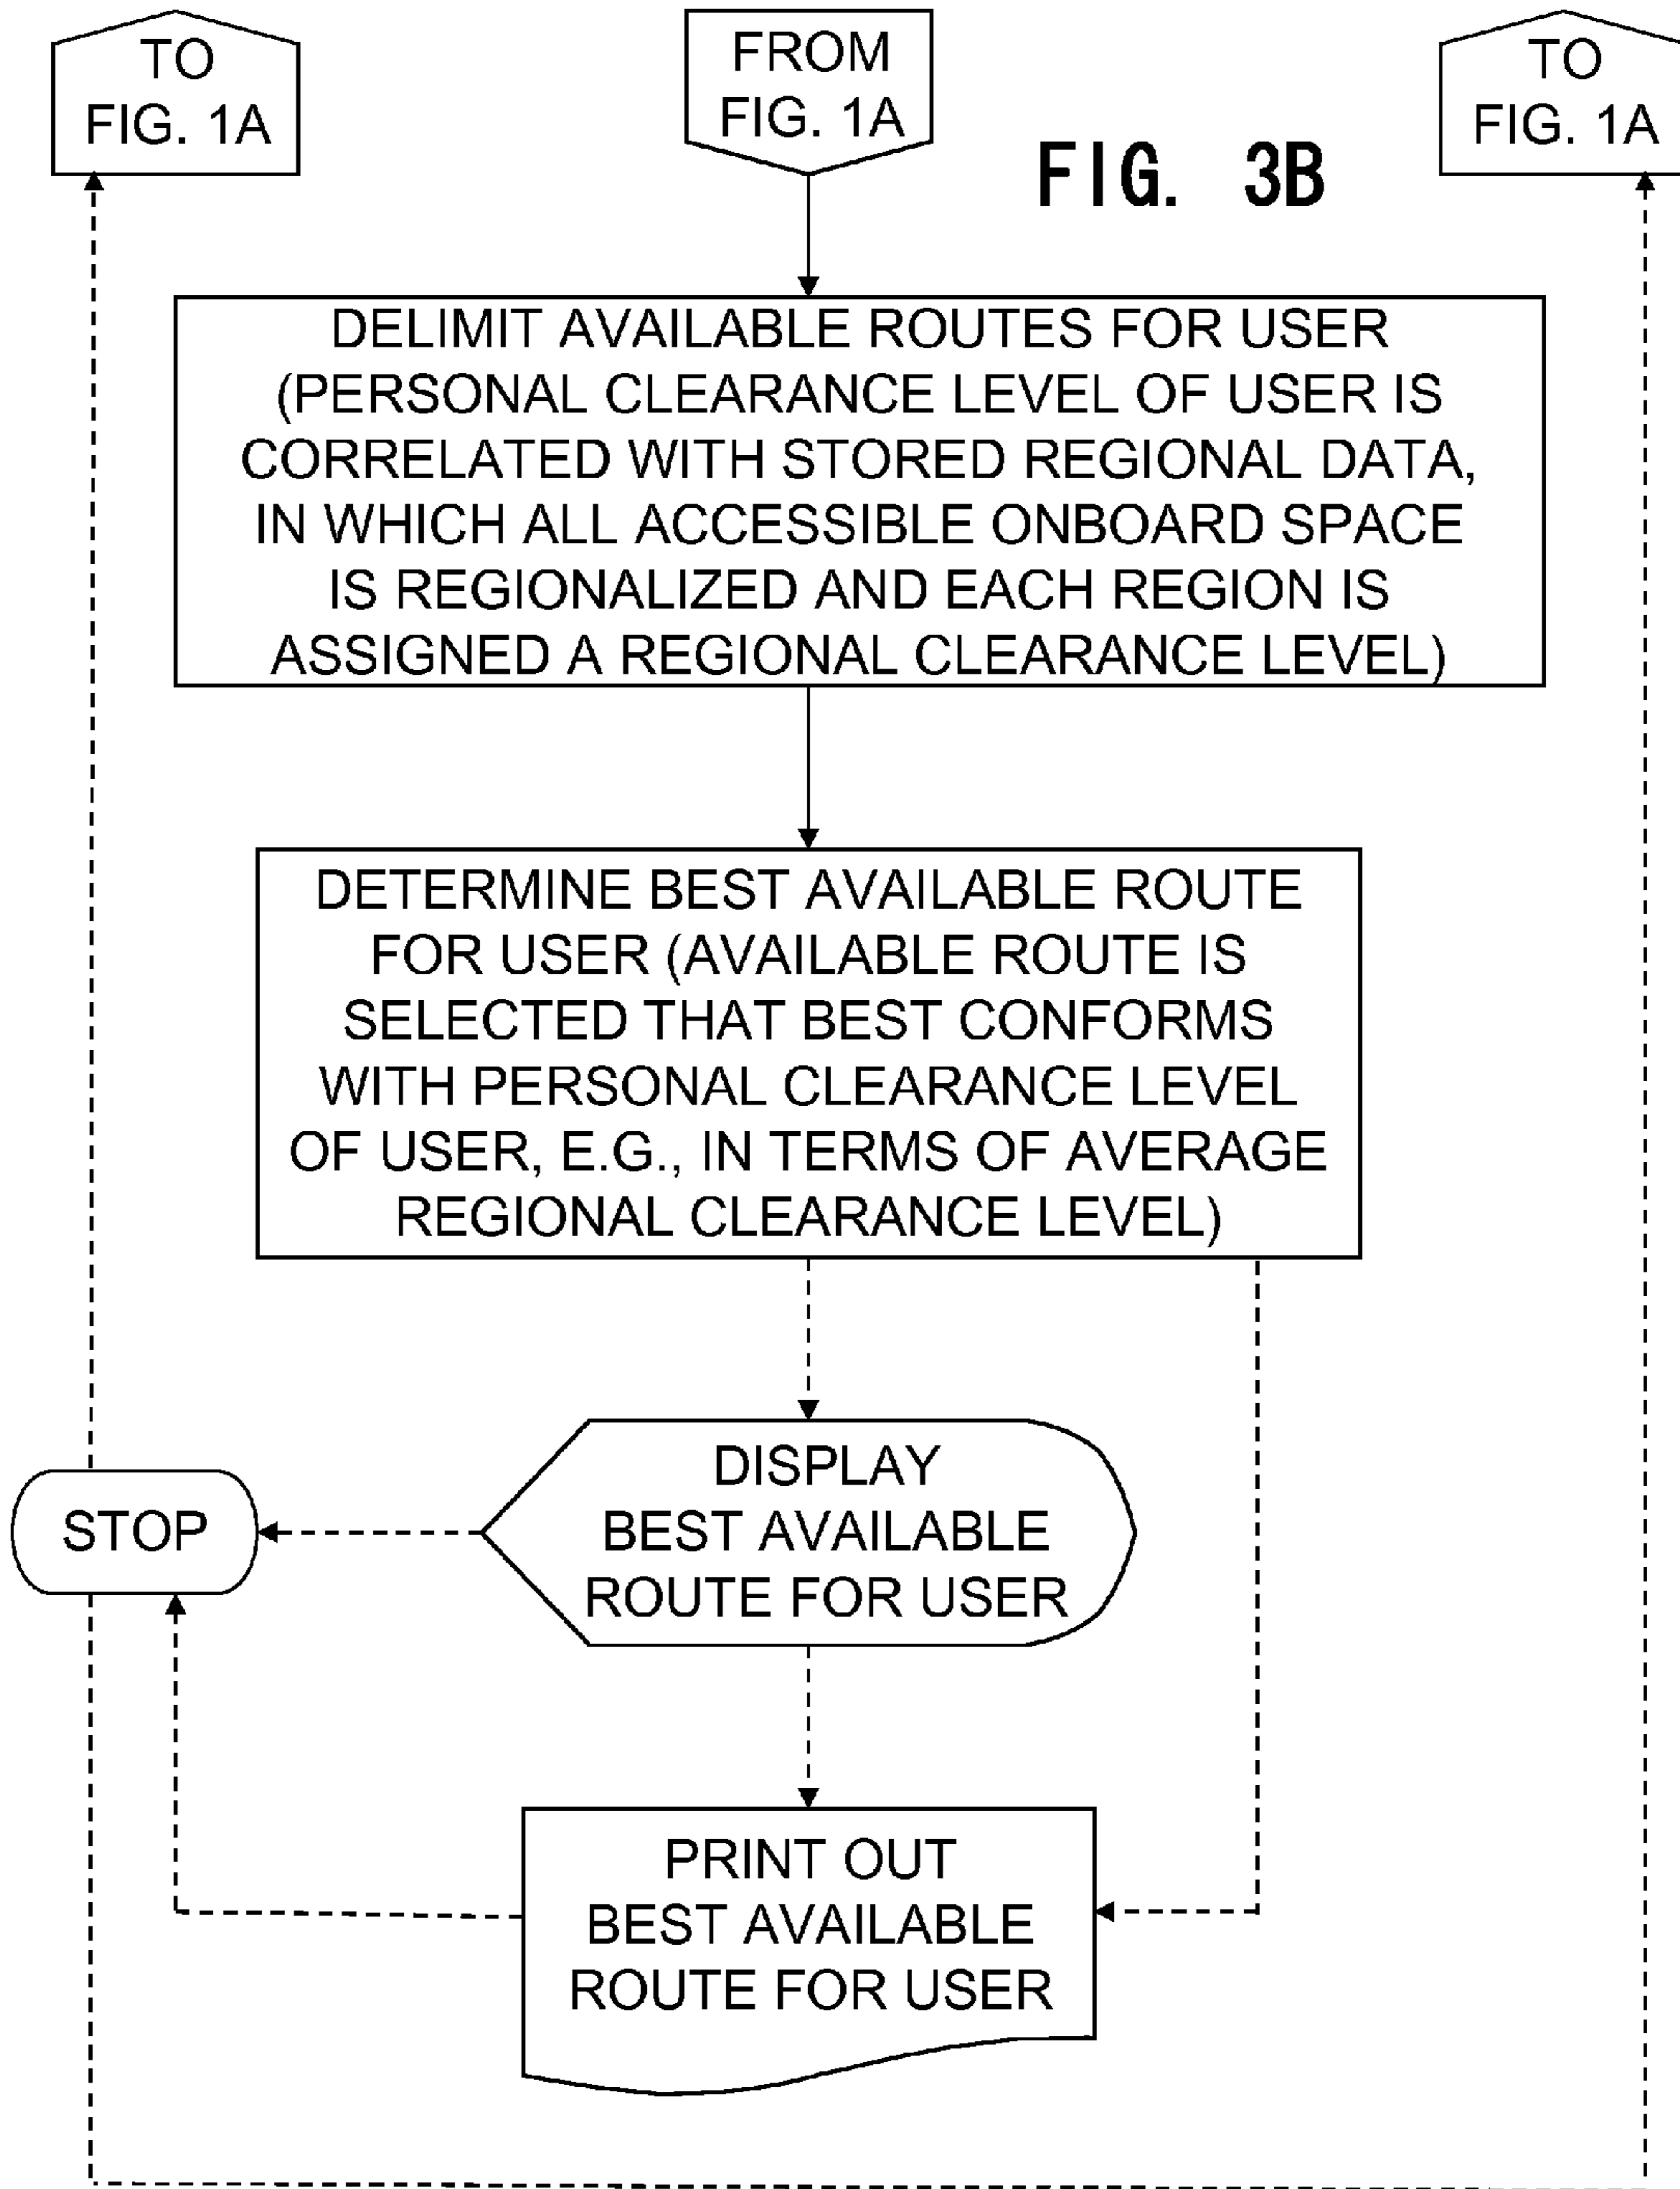 TO
FIG. 1A
FROM
FIG. 1A
TO
FIG. 1A
FIG. 3B
DELIMIT AVAILABLE ROUTES FOR USER
(PERSONAL CLEARANCE LEVEL OF USER IS
CORRELATED WITH STORED REGIONAL DATA,
IN WHICH ALL ACCESSIBLE ONBOARD SPACE
IS REGIONALIZED AND EACH REGION IS
ASSIGNED A REGIONAL CLEARANCE LEVEL)
DETERMINE BEST AVAILABLE ROUTE
FOR USER (AVAILABLE ROUTE IS
SELECTED THAT BEST CONFORMS
WITH PERSONAL CLEARANCE LEVEL
OF USER, E.G., IN TERMS OF AVERAGE
REGIONAL CLEARANCE LEVEL)
STOP
DISPLAY
BEST AVAILABLE
ROUTE FOR USER
PRINT OUT
BEST AVAILABLE
ROUTE FOR USER